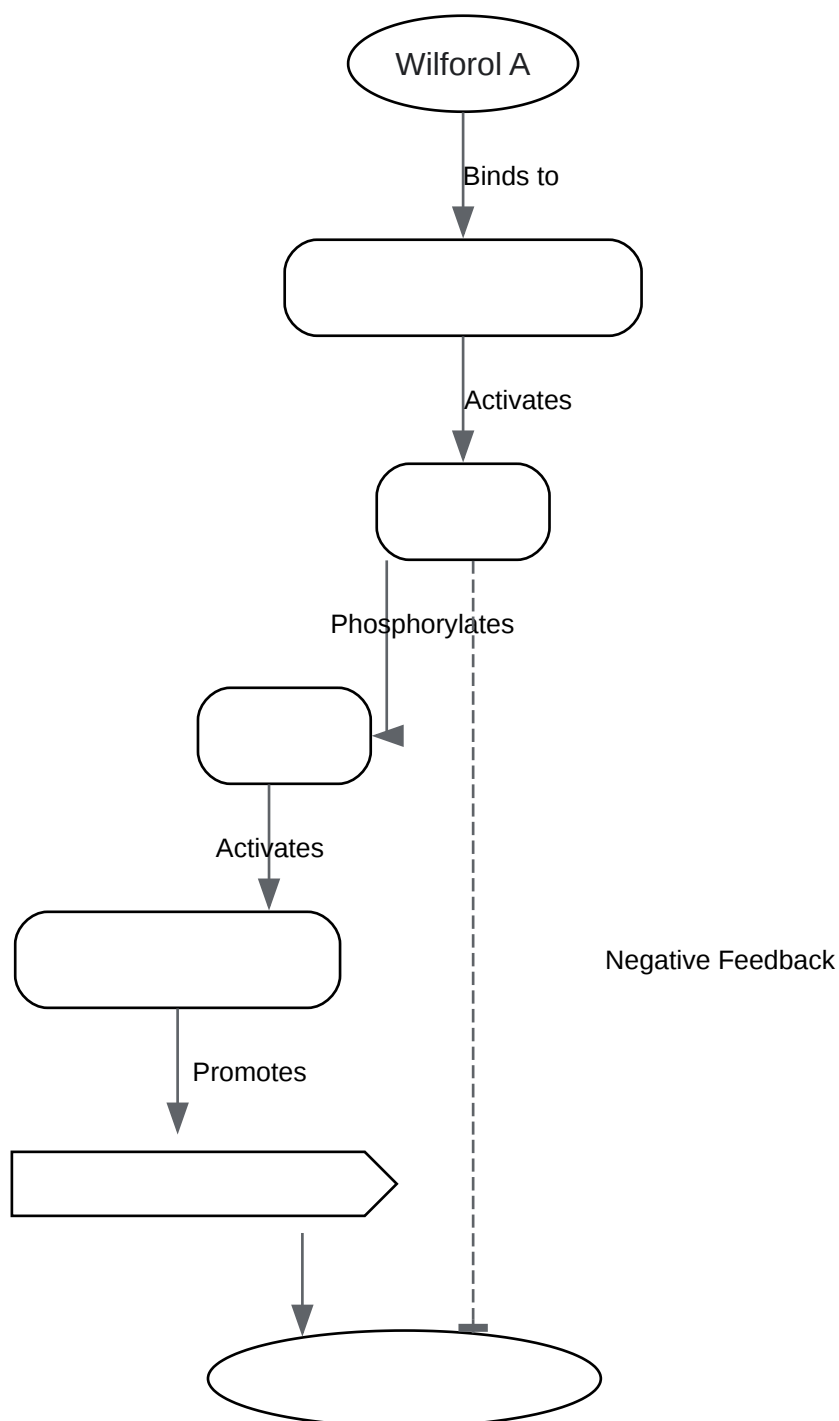 Wilforol A
Binds to
Activates
Phosphorylates
Activates
Negative Feedback
Promotes